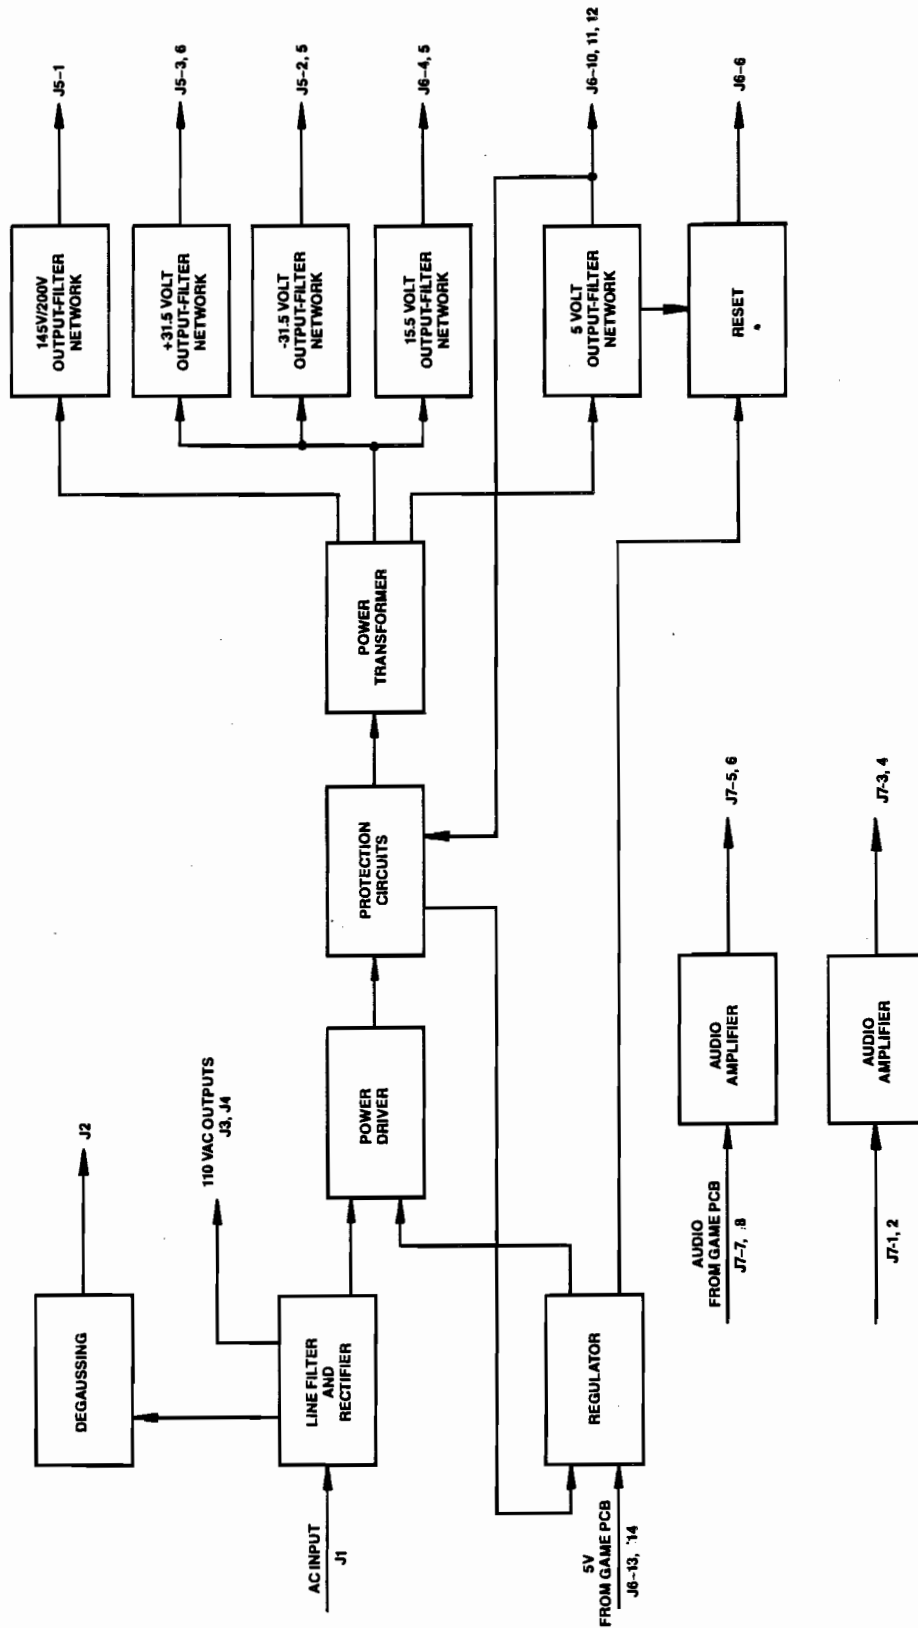 AC INPUT
J1
LINE FILTER
AND
RECTIFIER
DEGAUSSING
J2
110 VAC OUTPUTS
J3, J4
POWER
DRIVER
PROTECTION
CIRCUITS
POWER
TRANSFORMER
145V/200V
OUTPUT-FILTER
NETWORK
J5-1
+31.5 VOLT
OUTPUT-FILTER
NETWORK
J5-3, 6
-31.5 VOLT
OUTPUT-FILTER
NETWORK
J5-2, 5
15.5 VOLT
OUTPUT-FILTER
NETWORK
J6-4, 5
5 VOLT
OUTPUT-FILTER
NETWORK
J6-10, 11, 12
RESET
J6-6
5V
FROM GAME PCB
J6-13, 14
REGULATOR
AUDIO
FROM GAME PCB
J7-7, 8
AUDIO
AMPLIFIER
J7-5, 6
J7-1, 2
AUDIO
AMPLIFIER
J7-3, 4